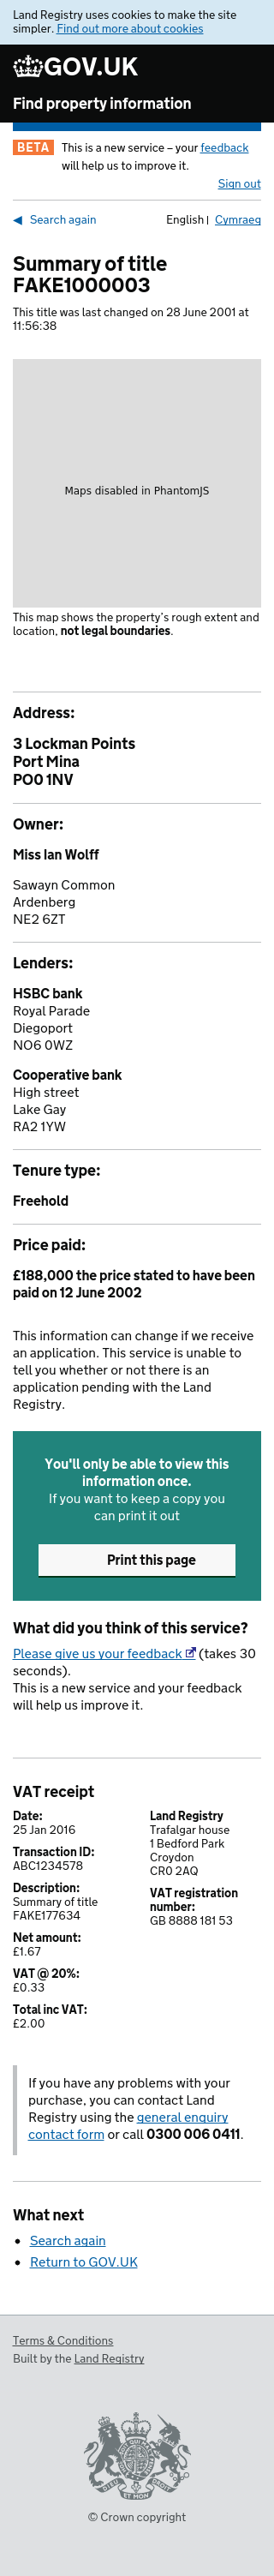 Land Registry uses cookies to make the site
simpler. Find out more about cookies
GOV.UK
Find property information
BETA This is a new service – your feedback
will help us to improve it.
Sign out
Search again English | Cymraeg
Summary of title
FAKE1000003
This title was last changed on 28 June 2001 at
11:56:38
Maps disabled in PhantomJS
This map shows the property's rough extent and
location, not legal boundaries.
Address:
3 Lockman Points
Port Mina
PO0 1NV
Owner:
Miss Ian Wolff
Sawayn Common
Ardenberg
NE2 6ZT
Lenders:
HSBC bank
Royal Parade
Diegoport
NO6 0WZ
Cooperative bank
High street
Lake Gay
RA2 1YW
Tenure type:
Freehold
Price paid:
£188,000 the price stated to have been
paid on 12 June 2002
This information can change if we receive
an application. This service is unable to
tell you whether or not there is an
application pending with the Land
Registry.
You'll only be able to view this
information once.
If you want to keep a copy you
can print it out
Print this page
What did you think of this service?
Please give us your feedback (takes 30
seconds).
This is a new service and your feedback
will help us improve it.
VAT receipt
Date:
25 Jan 2016
Transaction ID:
ABC1234578
Description:
Summary of title
FAKE177634
Net amount:
£1.67
VAT @ 20%:
£0.33
Total inc VAT:
£2.00
Land Registry
Trafalgar house
1 Bedford Park
Croydon
CR0 2AQ
VAT registration
number:
GB 8888 181 53
If you have any problems with your
purchase, you can contact Land
Registry using the general enquiry
contact form or call 0300 006 0411.
What next
Search again
Return to GOV.UK
Terms & Conditions
Built by the Land Registry
© Crown copyright